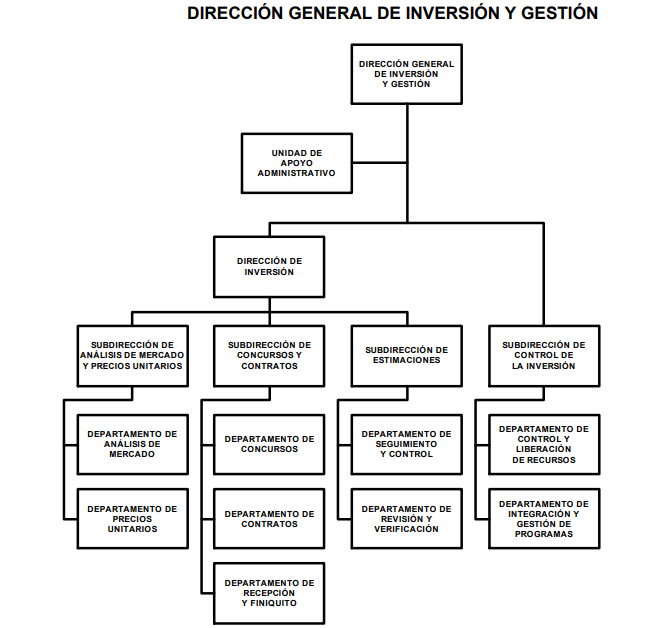 DIRECCIÓN GENERAL DE INVERSIÓN Y GESTIÓN
DIRECCIÓN GENERAL
DE INVERSIÓN
Y GESTIÓN
UNIDAD DE
APOYO
ADMINISTRATIVO
DIRECCIÓN DE
INVERSIÓN
SUBDIRECCIÓN DE
ANÁLISIS DE MERCADO
Y PRECIOS UNITARIOS
SUBDIRECCIÓN DE
CONCURSOS Y
CONTRATOS
SUBDIRECCIÓN DE
ESTIMACIONES
SUBDIRECCIÓN DE
CONTROL DE
LA INVERSIÓN
DEPARTAMENTO DE
ANÁLISIS DE
MERCADO
DEPARTAMENTO DE
CONCURSOS
DEPARTAMENTO DE
SEGUIMIENTO
Y CONTROL
DEPARTAMENTO DE
CONTROL Y
LIBERACIÓN
DE RECURSOS
DEPARTAMENTO DE
PRECIOS
UNITARIOS
DEPARTAMENTO DE
CONTRATOS
DEPARTAMENTO DE
REVISIÓN Y
VERIFICACIÓN
DEPARTAMENTO DE
INTEGRACIÓN Y
GESTIÓN DE
PROGRAMAS
DEPARTAMENTO DE
RECEPCIÓN
Y FINIQUITO